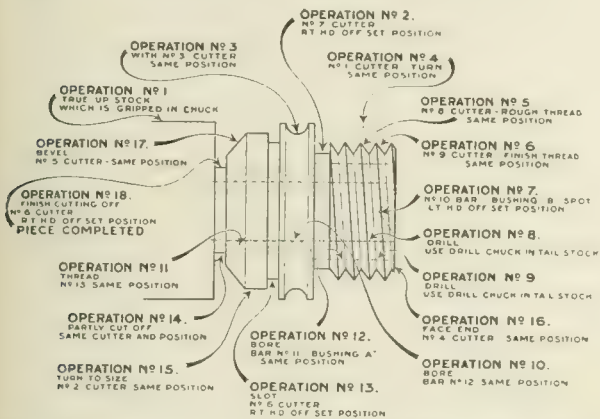 OPERATION Nº 2.
Nº 7 CUTTER
RT HD OFF SET POSITION
OPERATION Nº 3
WITH Nº 3 CUTTER
SAME POSITION
OPERATION Nº 4
Nº 1 CUTTER TURN
SAME POSITION
OPERATION Nº 1
TRUE UP STOCK
WHICH IS GRIPPED IN CHUCK
OPERATION Nº 5
Nº 8 CUTTER - ROUGH THREAD
SAME POSITION
OPERATION Nº 17.
BEVEL
Nº 5 CUTTER - SAME POSITION
OPERATION Nº 6
Nº 9 CUTTER FINISH THREAD
SAME POSITION
OPERATION Nº 18.
FINISH CUTTING OFF
Nº 6 CUTTER
RT HD OFF SET POSITION
PIECE COMPLETED
OPERATION Nº 7.
Nº 10 BAR BUSHING B SPOT
LT HD OFF SET POSITION
OPERATION Nº 8.
DRILL
USE DRILL CHUCK IN TAIL STOCK
OPERATION Nº 11
THREAD
Nº 13 SAME POSITION
OPERATION Nº 9
DRILL
USE DRILL CHUCK IN TAIL STOCK
OPERATION Nº 14.
PARTLY CUT OFF
SAME CUTTER AND POSITION
OPERATION Nº 12.
BORE
BAR Nº 11 BUSHING A'
SAME POSITION
OPERATION Nº 16.
FACE END
Nº 4 CUTTER SAME POSITION
OPERATION Nº 15.
TURN TO SIZE
Nº 2 CUTTER SAME POSITION
OPERATION Nº 13.
SLOT
Nº 6 CUTTER
RT HD OFF SET POSITION
OPERATION Nº 10.
BORE
BAR Nº 12 SAME POSITION